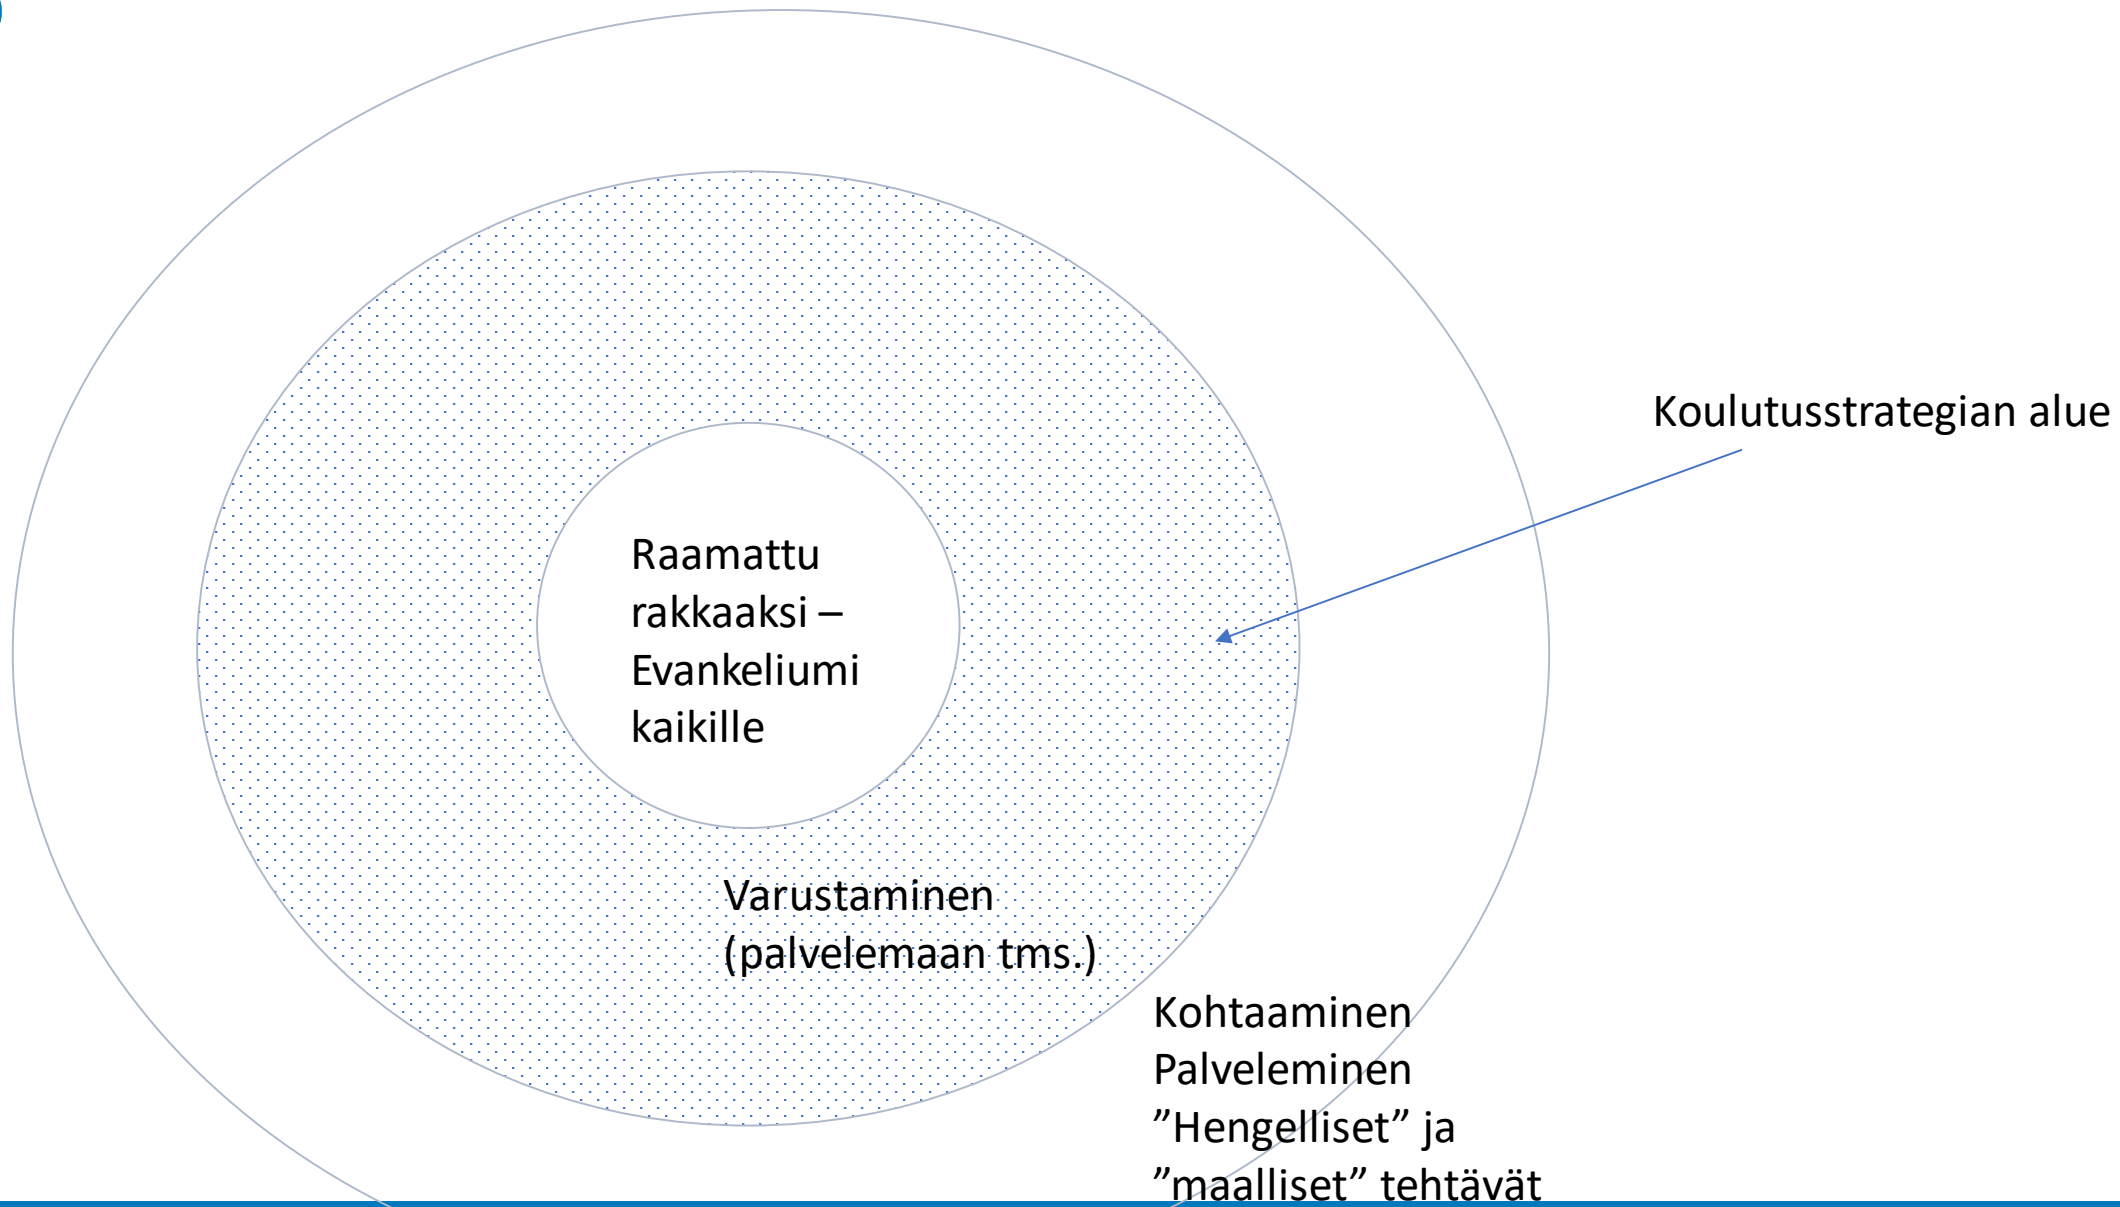 Koulutusstrategian alue
Raamattu
rakkaaksi –
Evankeliumi
kaikille
Varustaminen
(palvelemaan tms.)
Kohtaaminen
Palveleminen
”Hengelliset” ja
”maalliset” tehtävät